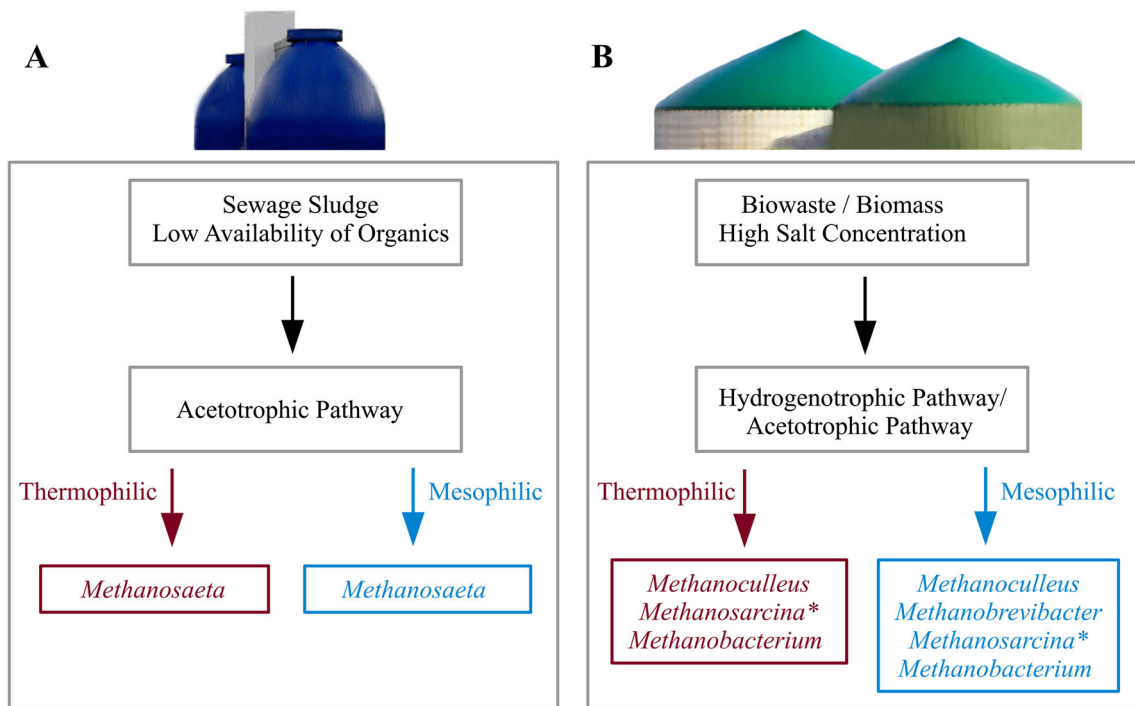 A
Sewage Sludge
Low Availability of Organics
Acetotrophic Pathway
Thermophilic
Mesophilic
Methanosaeta
Methanosaeta
B
Biowaste / Biomass
High Salt Concentration
Hydrogenotrophic Pathway/
Acetotrophic Pathway
Thermophilic
Mesophilic
Methanoculleus
Methanosarcina*
Methanobacterium
Methanoculleus
Methanobrevibacter
Methanosarcina*
Methanobacterium